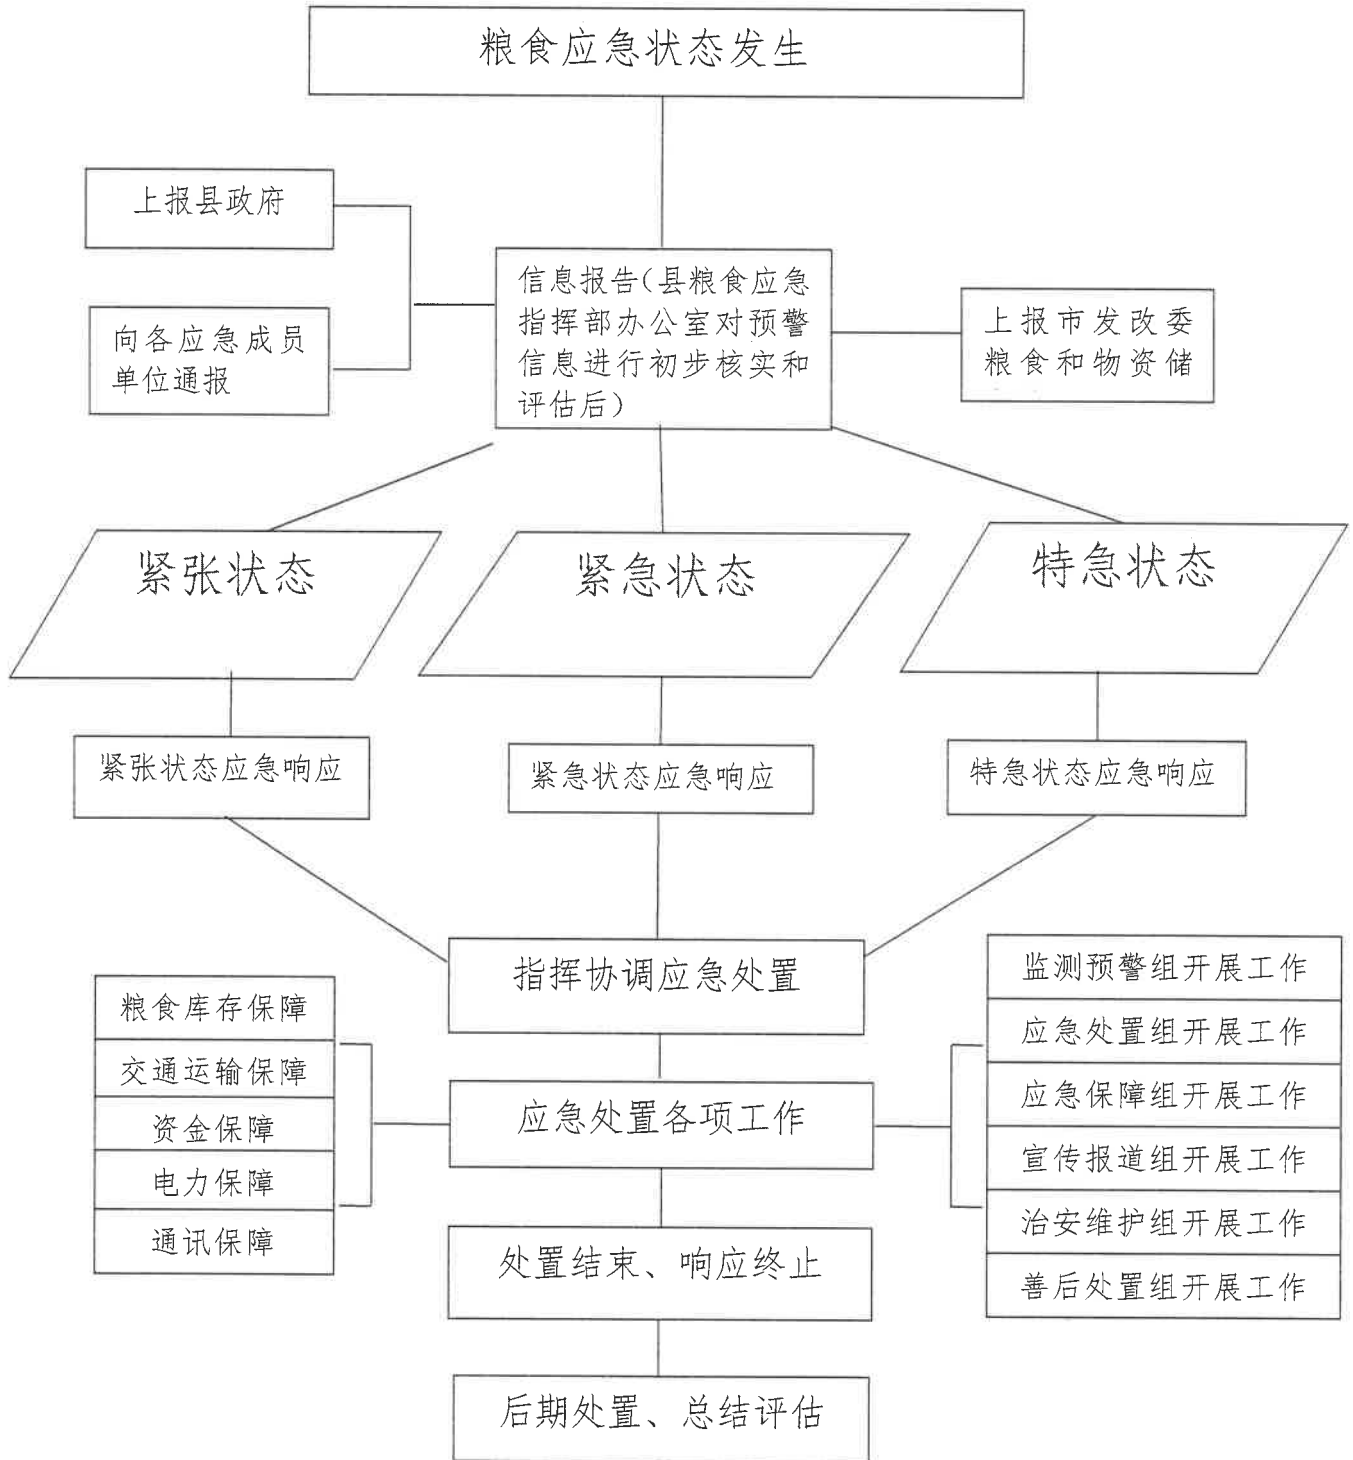 粮食应急状态发生
上报县政府
向各应急成员
单位通报
信息报告(县粮食应急
指挥部办公室对预警
信息进行初步核实和
评估后)
上报市发改委
粮食和物资储
紧张状态
紧急状态
特急状态
紧张状态应急响应
紧急状态应急响应
特急状态应急响应
指挥协调应急处置
粮食库存保障
交通运输保障
资金保障
电力保障
通讯保障
应急处置各项工作
监测预警组开展工作
应急处置组开展工作
应急保障组开展工作
宣传报道组开展工作
治安维护组开展工作
善后处置组开展工作
处置结束、响应终止
后期处置、总结评估